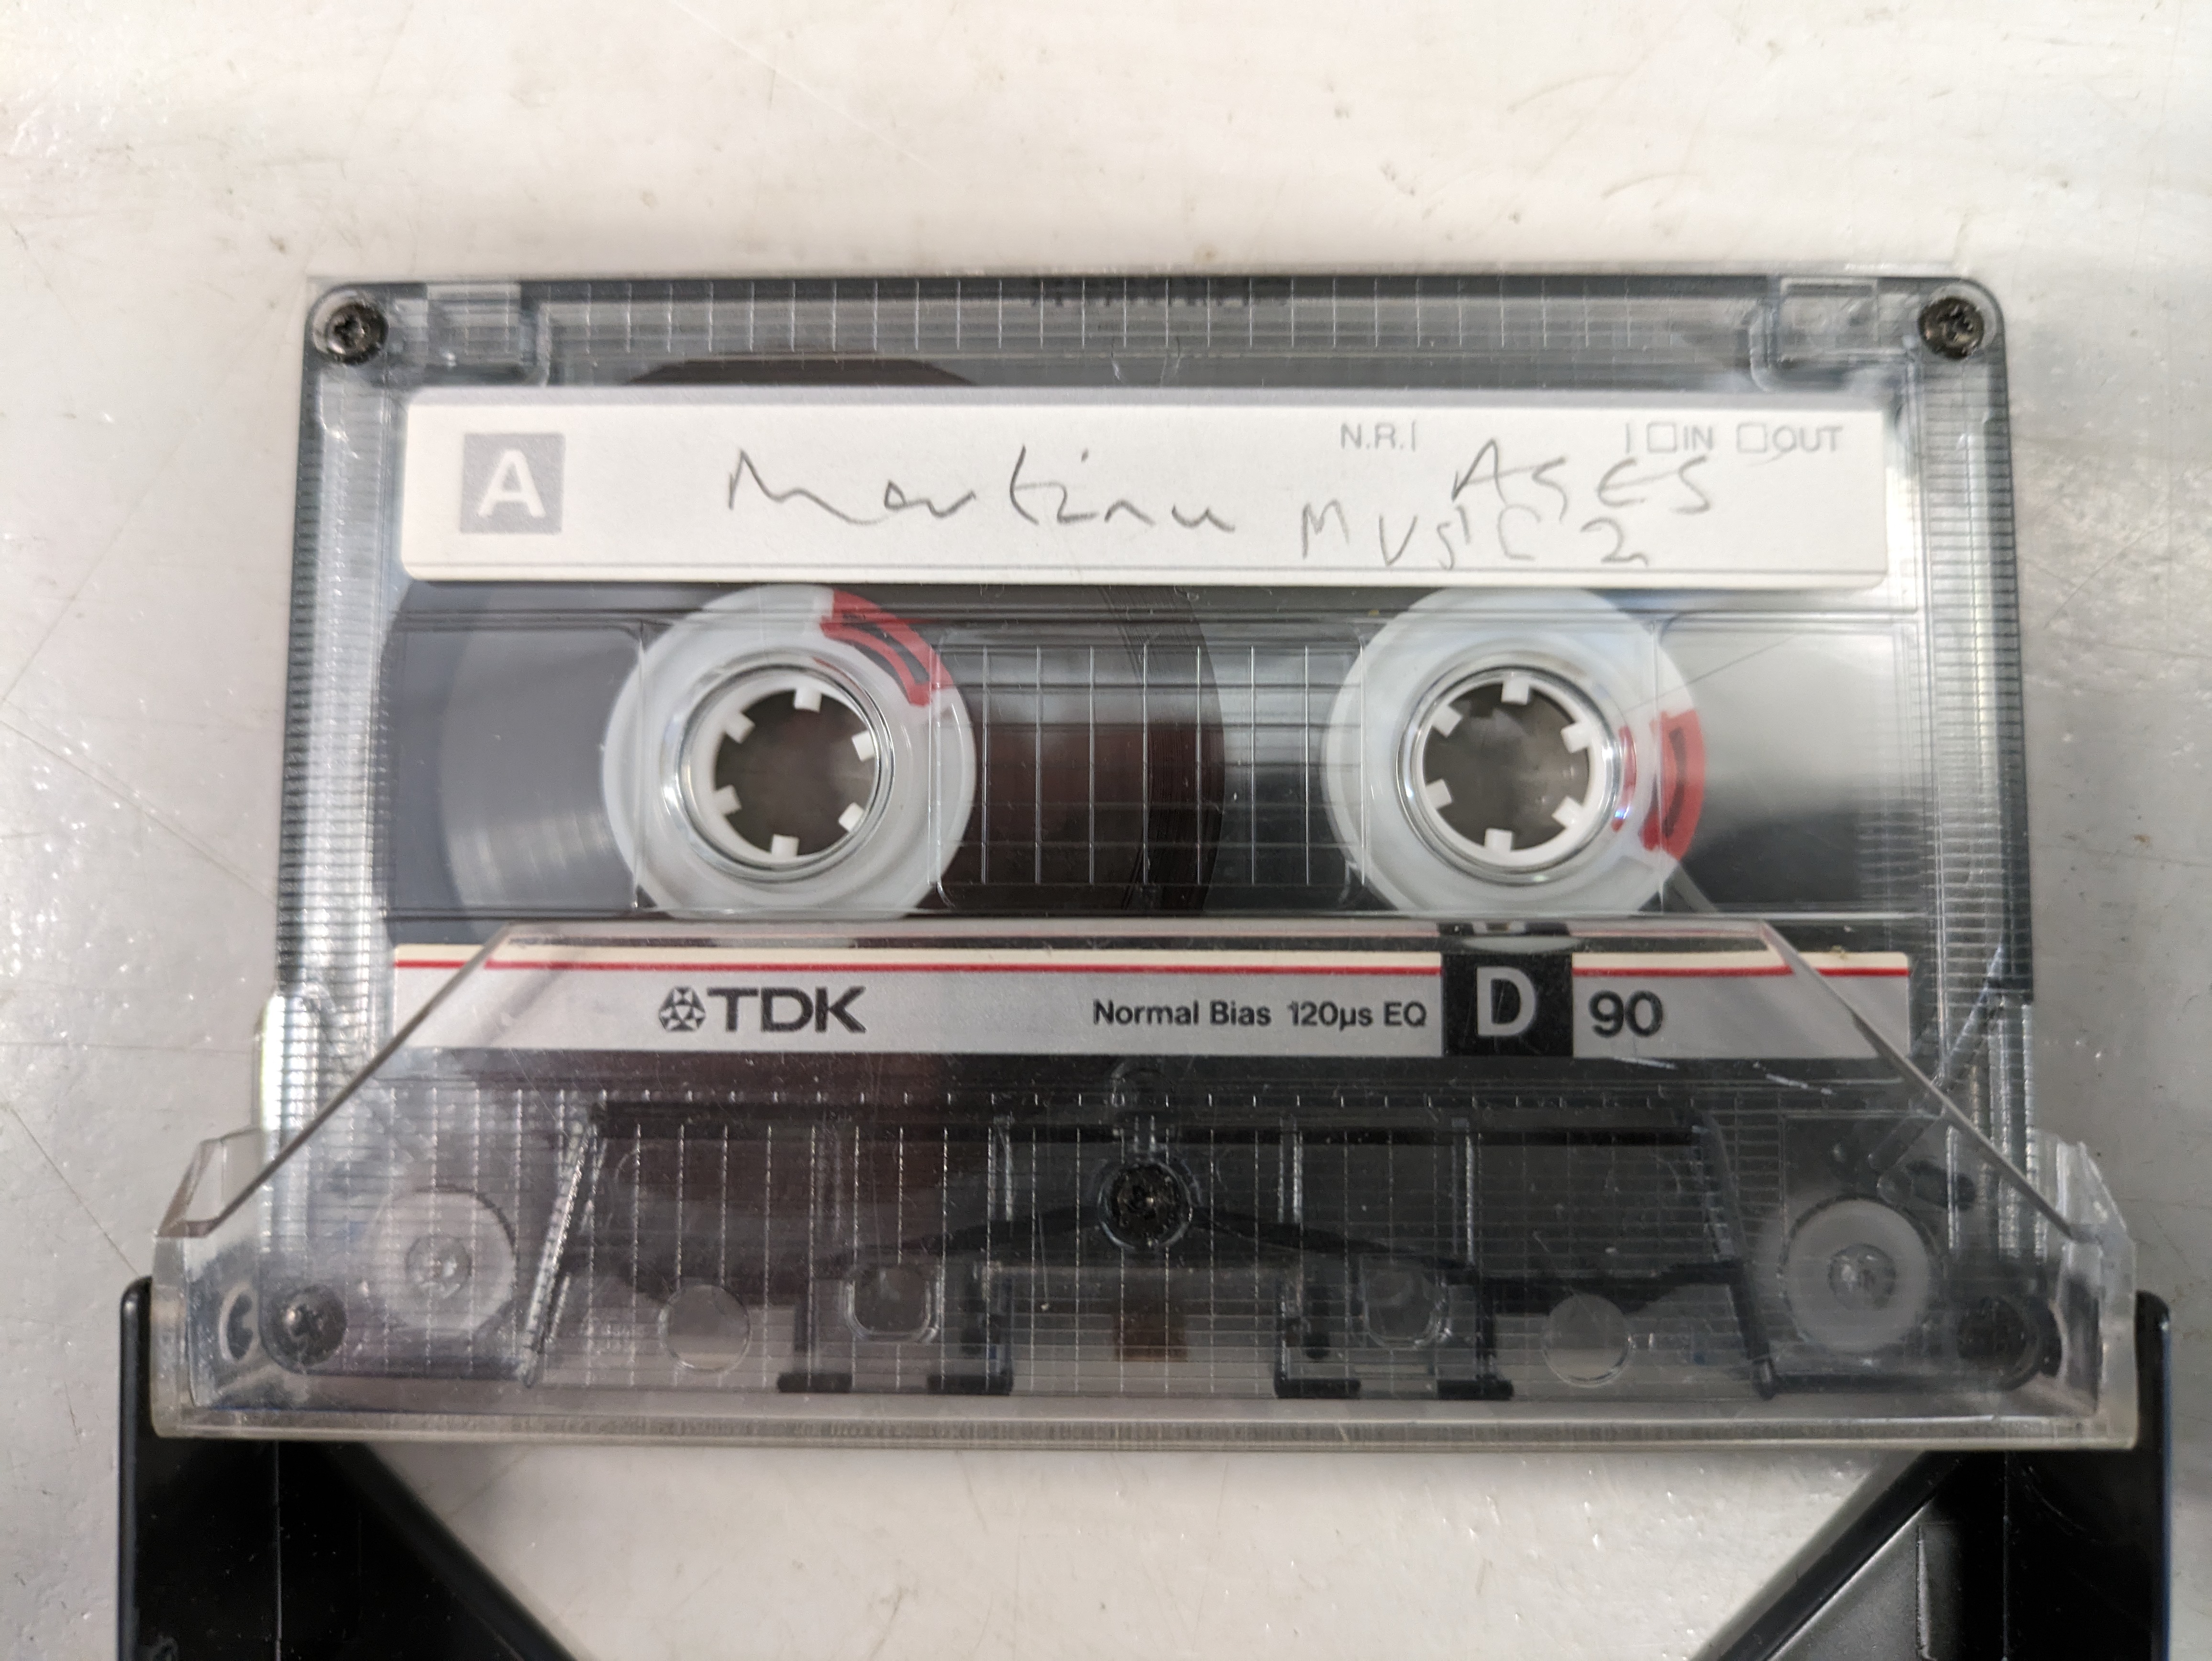 A
N.R.
IN OUT
Martinu ASES
MUSIC 2
TDK Normal Bias 120µs EQ D 90